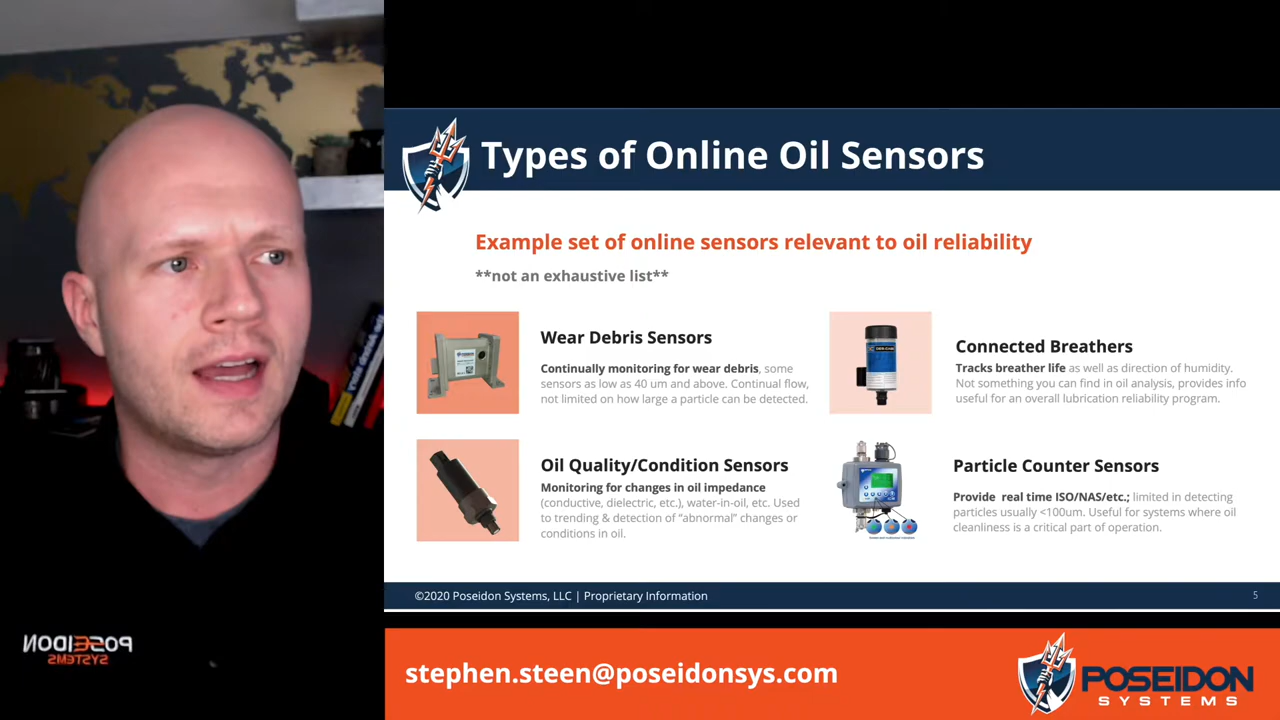 Types of Online Oil Sensors
Example set of online sensors relevant to oil reliability
**not an exhaustive list**
Wear Debris Sensors
Continually monitoring for wear debris, some
sensors as low as 40 um and above. Continual flow,
not limited on how large a particle can be detected.
Connected Breathers
Tracks breather life as well as direction of humidity.
Not something you can find in oil analysis, provides info
useful for an overall lubrication reliability program.
Oil Quality/Condition Sensors
Monitoring for changes in oil impedance
(conductive, dielectric, etc.), water-in-oil, etc. Used
to trending & detection of “abnormal” changes or
conditions in oil.
Particle Counter Sensors
Provide real time ISO/NAS/etc.; limited in detecting
particles usually <100um. Useful for systems where oil
cleanliness is a critical part of operation.
©2020 Poseidon Systems, LLC | Proprietary Information
5
POSEIDON
SYSTEMS
stephen.steen@poseidonsys.com
POSEIDON
SYSTEMS